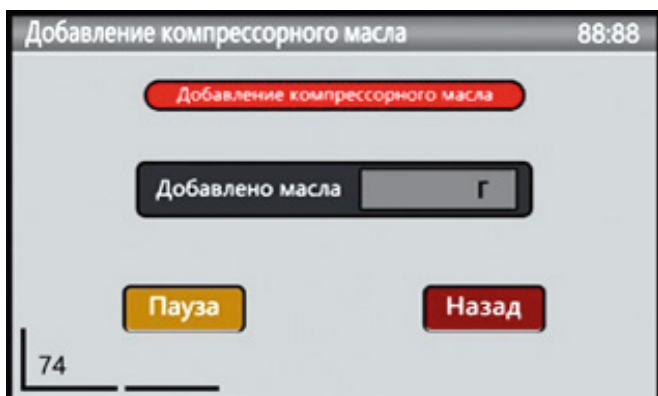 Добавление компрессорного масла 88:88
Добавление компрессорного масла
Добавлено масла Г
Пауза Назад
74